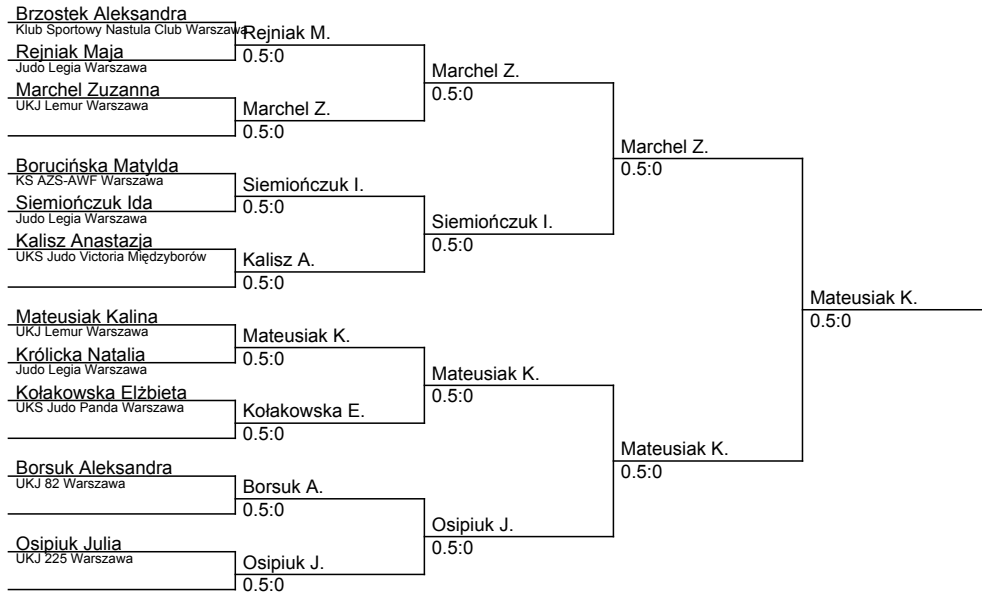 Brzostek Aleksandra
Klub Sportowy Nastula Club Warszawa
Rejniak Maja
Judo Legia Warszawa
Marchel Zuzanna
UKJ Lemur Warszawa
Borucińska Matylda
KS AZS-AWF Warszawa
Siemiończuk Ida
Judo Legia Warszawa
Kalisz Anastazja
UKS Judo Victoria Międzyborów
Mateusiak Kalina
UKJ Lemur Warszawa
Królicka Natalia
Judo Legia Warszawa
Kołakowska Elżbieta
UKS Judo Panda Warszawa
Borsuk Aleksandra
UKJ 82 Warszawa
Osipiuk Julia
UKJ 225 Warszawa
Rejniak M.
0.5:0
Marchel Z.
0.5:0
Siemiończuk I.
0.5:0
Kalisz A.
0.5:0
Mateusiak K.
0.5:0
Kołakowska E.
0.5:0
Borsuk A.
0.5:0
Osipiuk J.
0.5:0
Marchel Z.
0.5:0
Siemiończuk I.
0.5:0
Mateusiak K.
0.5:0
Osipiuk J.
0.5:0
Marchel Z.
0.5:0
Mateusiak K.
0.5:0
Mateusiak K.
0.5:0